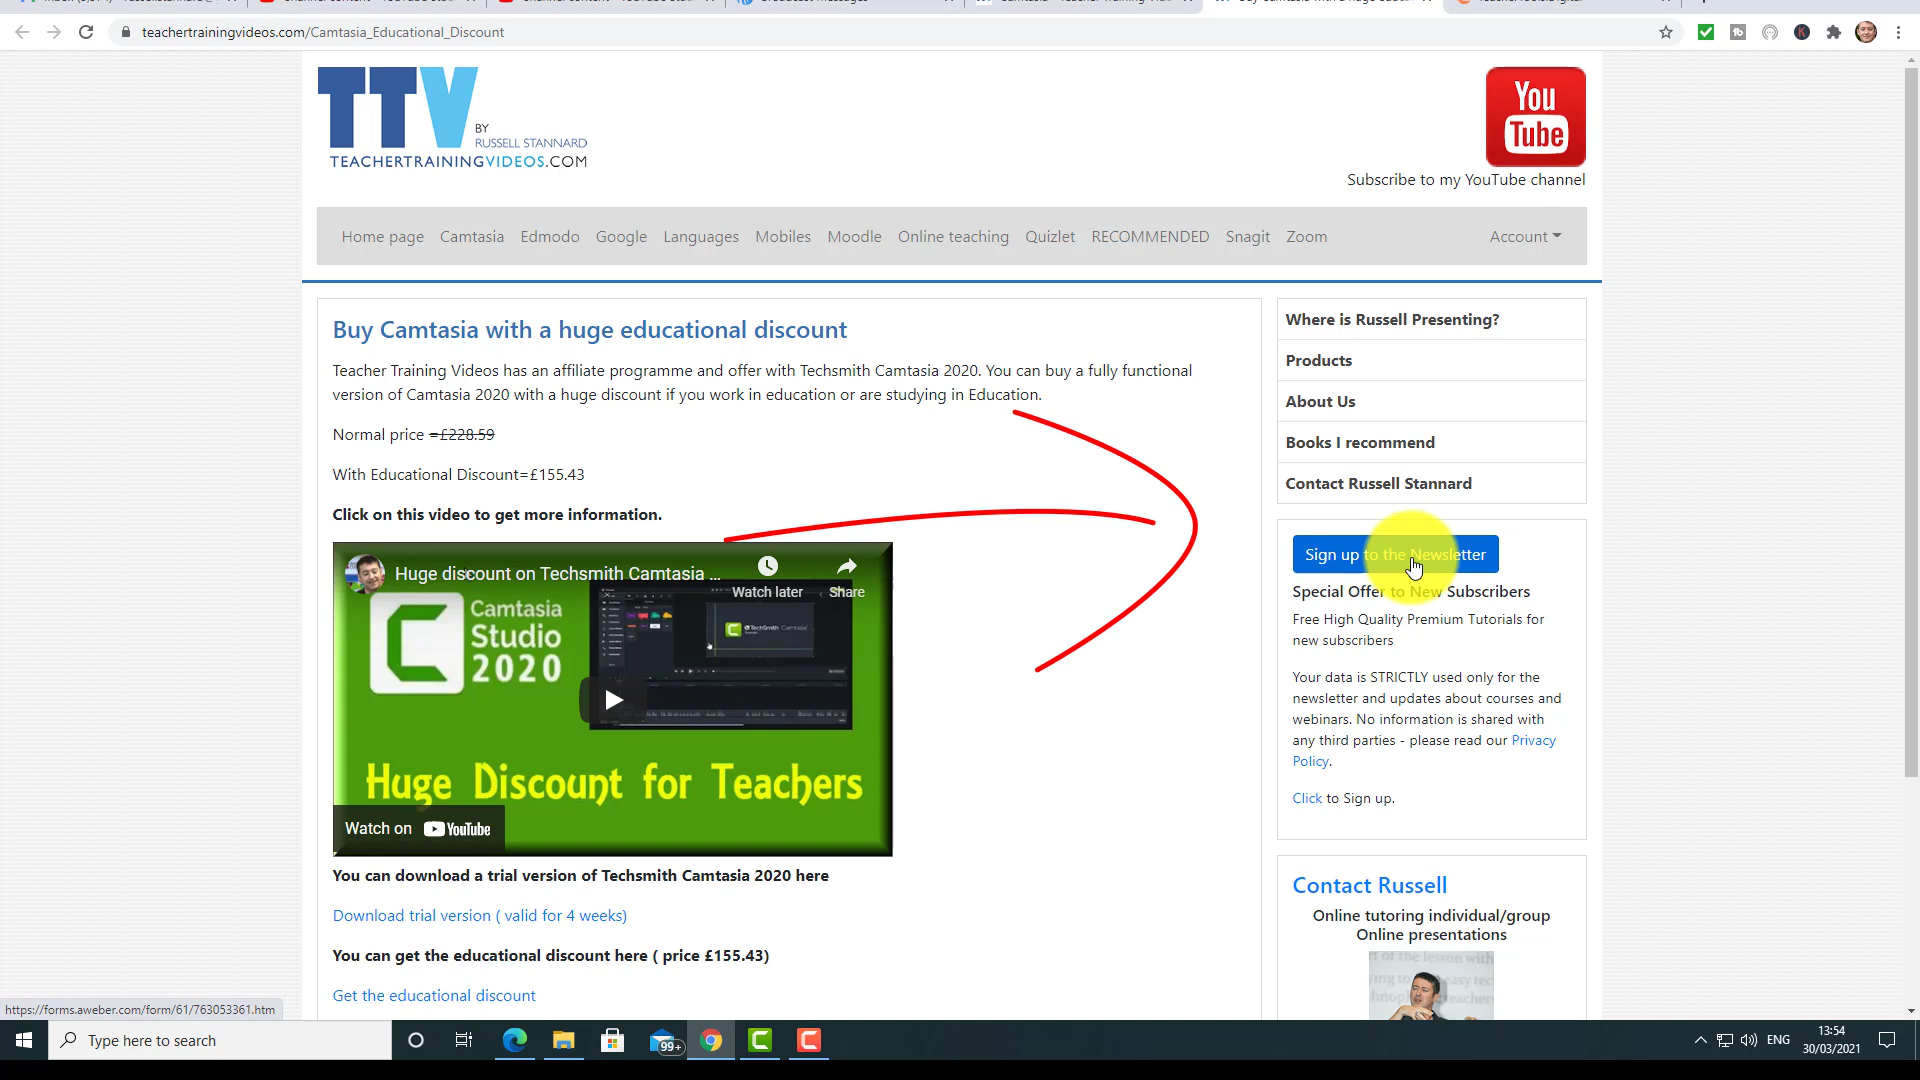 teachertrainingvideos.com/Camtasia_Educational_Discount
TTV
BY
RUSSELL STANNARD
TEACHERTRAININGVIDEOS.COM
You
Tube
Subscribe to my YouTube channel
Home page Camtasia Edmodo Google Languages Mobiles Moodle Online teaching Quizlet RECOMMENDED Snagit Zoom Account
Buy Camtasia with a huge educational discount
Teacher Training Videos has an affiliate programme and offer with Techsmith Camtasia 2020. You can buy a fully functional
version of Camtasia 2020 with a huge discount if you work in education or are studying in Education.
Normal price =£228.59
With Educational Discount=£155.43
Click on this video to get more information.
Huge discount on Techsmith Camtasia ...
Watch later
Share
Camtasia
Studio
2020
TechSmith Camtasia
Huge Discount for Teachers
Watch on YouTube
You can download a trial version of Techsmith Camtasia 2020 here
Download trial version ( valid for 4 weeks)
You can get the educational discount here ( price £155.43)
Get the educational discount
Where is Russell Presenting?
Products
About Us
Books I recommend
Contact Russell Stannard
Sign up to the Newsletter
Special Offer to New Subscribers
Free High Quality Premium Tutorials for
new subscribers
Your data is STRICTLY used only for the
newsletter and updates about courses and
webinars. No information is shared with
any third parties - please read our Privacy
Policy.
Click to Sign up.
Contact Russell
Online tutoring individual/group
Online presentations
https://forms.aweber.com/form/61/763053361.htm
Type here to search
99+
ENG
13:54
30/03/2021